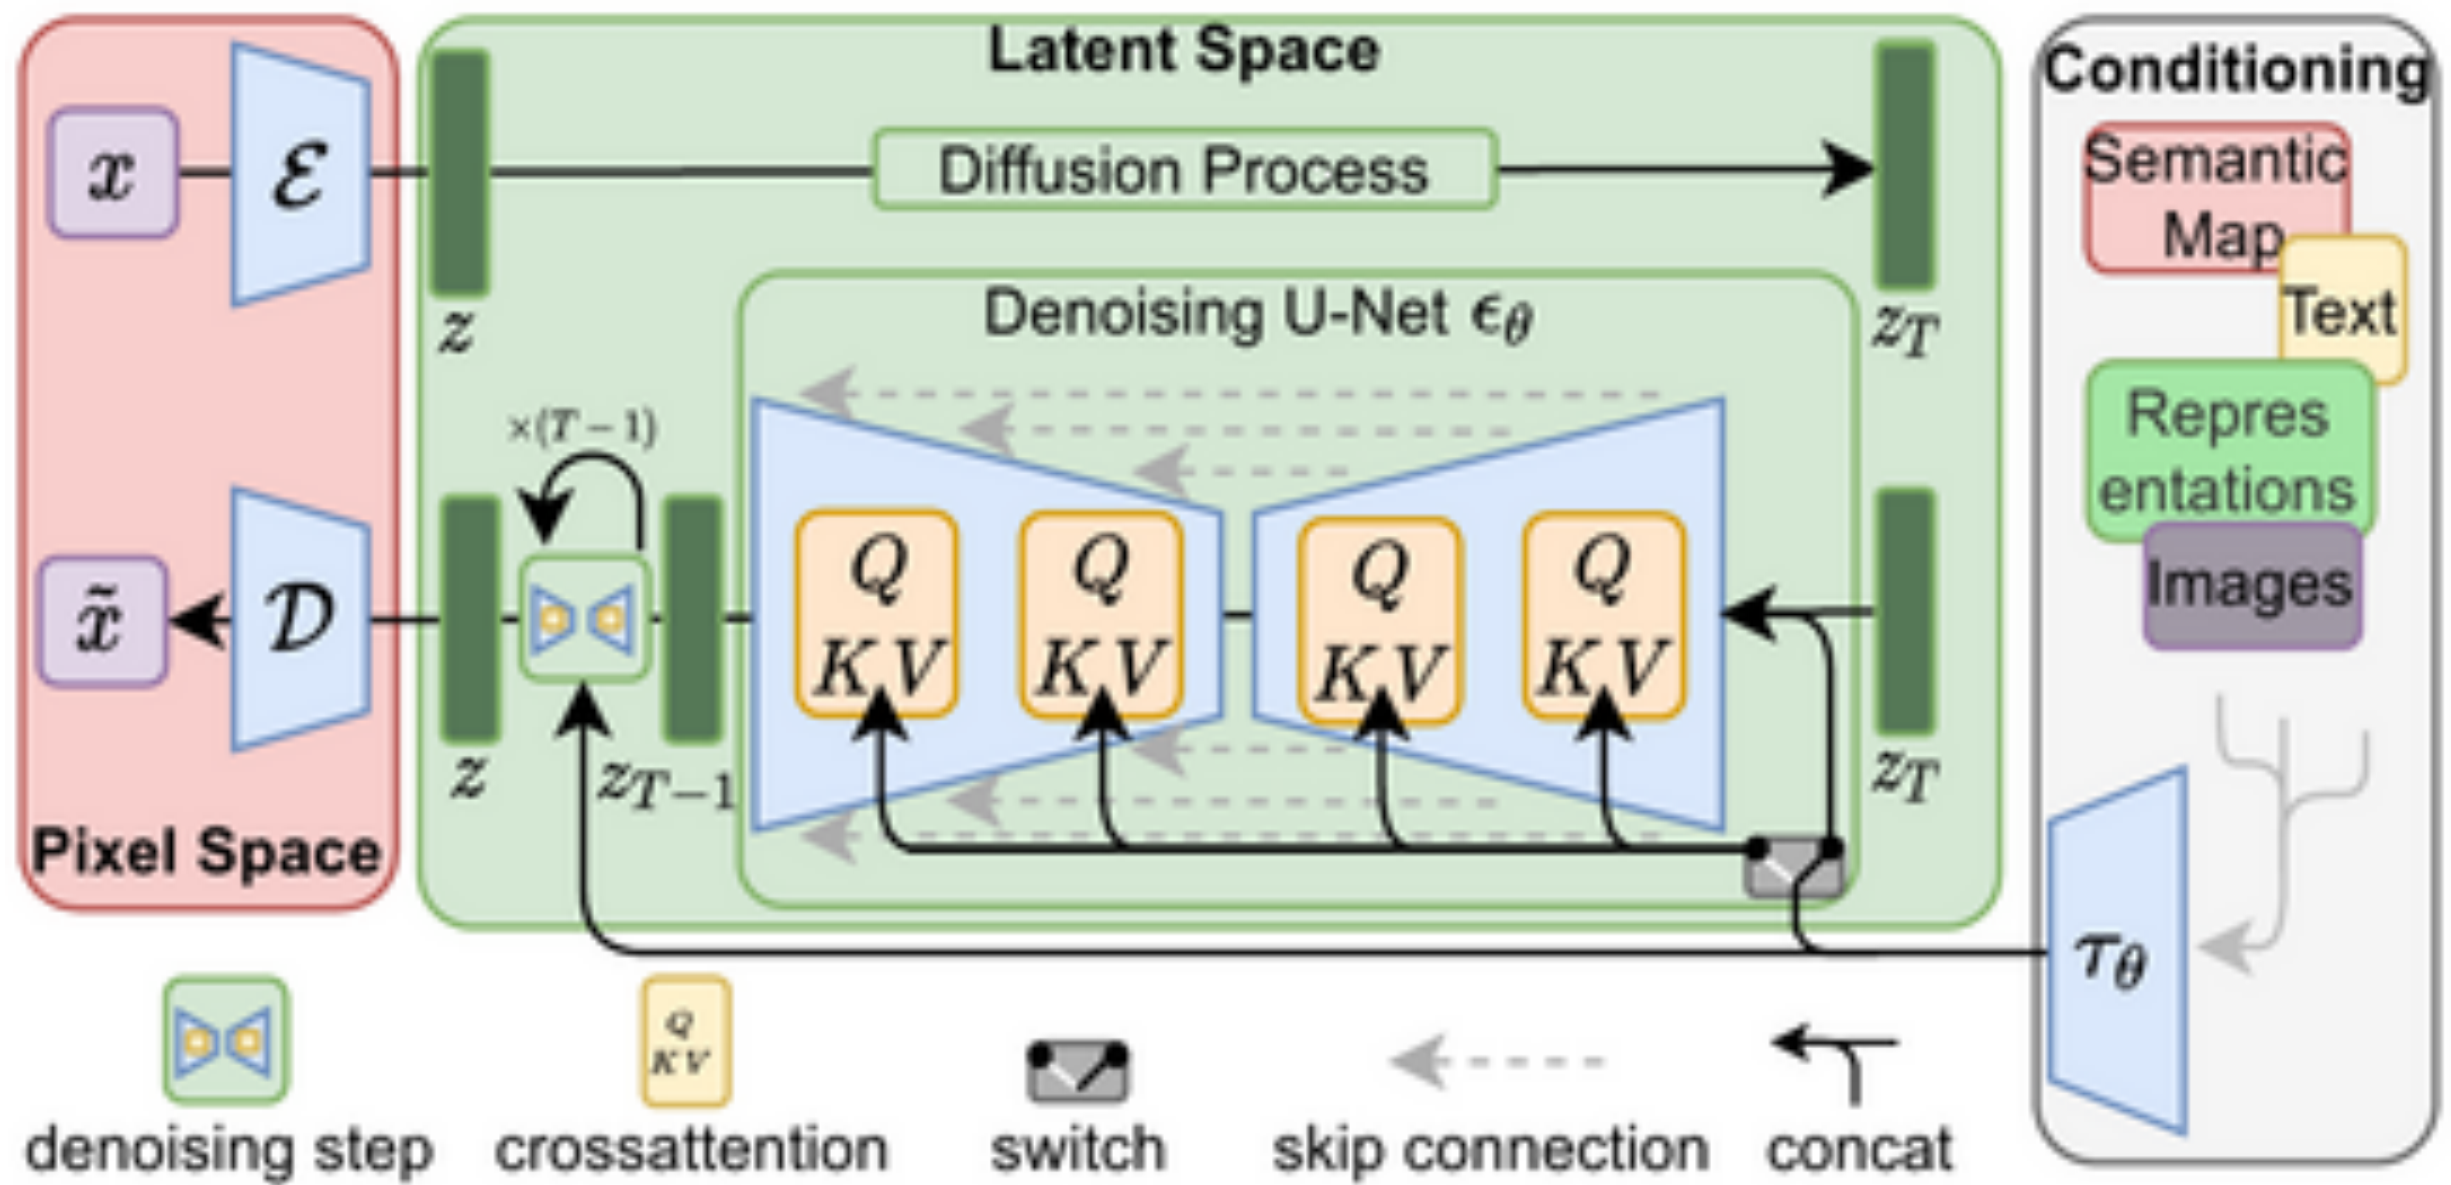 Latent Space
Conditioning
x
ℰ
Diffusion Process
Semantic
Map
Text
z
Denoising U-Net ϵ_θ
z_T
Repres
entations
Images
×(T − 1)
Q
KV
Q
KV
Q
KV
Q
KV
x̃
𝒟
z
z_{T−1}
z_T
Pixel Space
τ_θ
Q
KV
denoising step
crossattention
switch
skip connection
concat